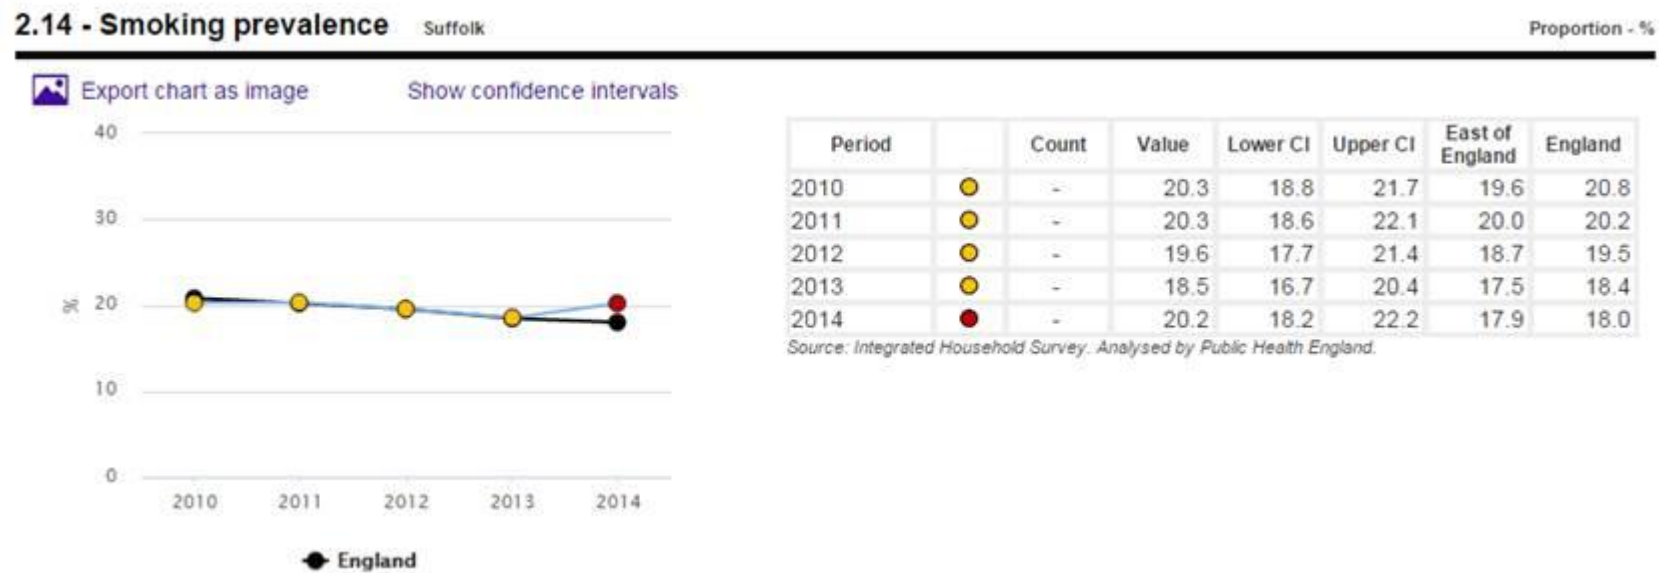 2.14 - Smoking prevalence Suffolk Proportion - %
Export chart as image Show confidence intervals
40
30
%
20
10
0
2010 2011 2012 2013 2014
England
Period Count Value Lower CI Upper CI East of England England
2010 - 20.3 18.8 21.7 19.6 20.8
2011 - 20.3 18.6 22.1 20.0 20.2
2012 - 19.6 17.7 21.4 18.7 19.5
2013 - 18.5 16.7 20.4 17.5 18.4
2014 - 20.2 18.2 22.2 17.9 18.0
Source: Integrated Household Survey. Analysed by Public Health England.